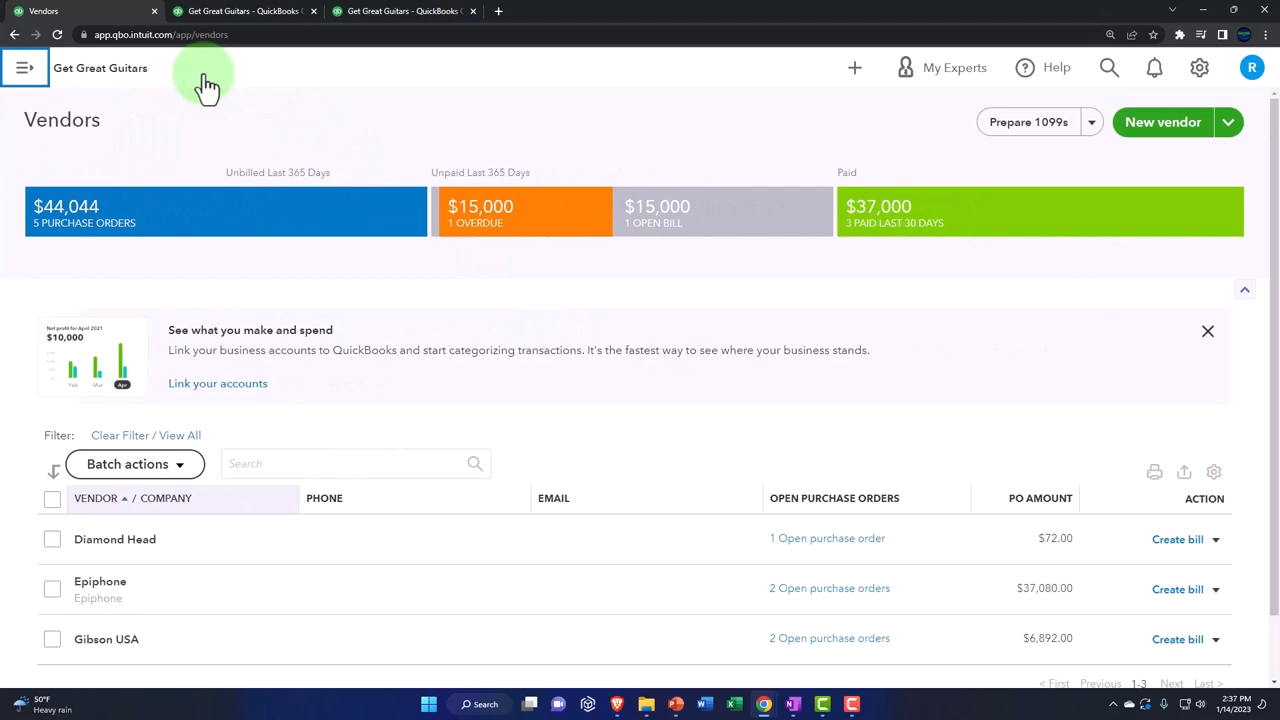 Vendors
Get Great Guitars - QuickBooks C
Get Great Guitars - QuickBooks C
app.qbo.intuit.com/app/vendors
Get Great Guitars
My Experts
Help
R
Vendors
Prepare 1099s
New vendor
Unbilled Last 365 Days
Unpaid Last 365 Days
Paid
$44,044
5 PURCHASE ORDERS
$15,000
1 OVERDUE
$15,000
1 OPEN BILL
$37,000
3 PAID LAST 30 DAYS
Net profit for April 2021
$10,000
Feb Mar Apr
See what you make and spend
Link your business accounts to QuickBooks and start categorizing transactions. It's the fastest way to see where your business stands.
Link your accounts
Filter: Clear Filter / View All
Batch actions
Search
VENDOR / COMPANY PHONE EMAIL OPEN PURCHASE ORDERS PO AMOUNT ACTION
Diamond Head 1 Open purchase order $72.00 Create bill
Epiphone 2 Open purchase orders $37,080.00 Create bill
Epiphone
Gibson USA 2 Open purchase orders $6,892.00 Create bill
< First Previous 1-3 Next Last >
50°F
Heavy rain
Search
2:37 PM
1/14/2023